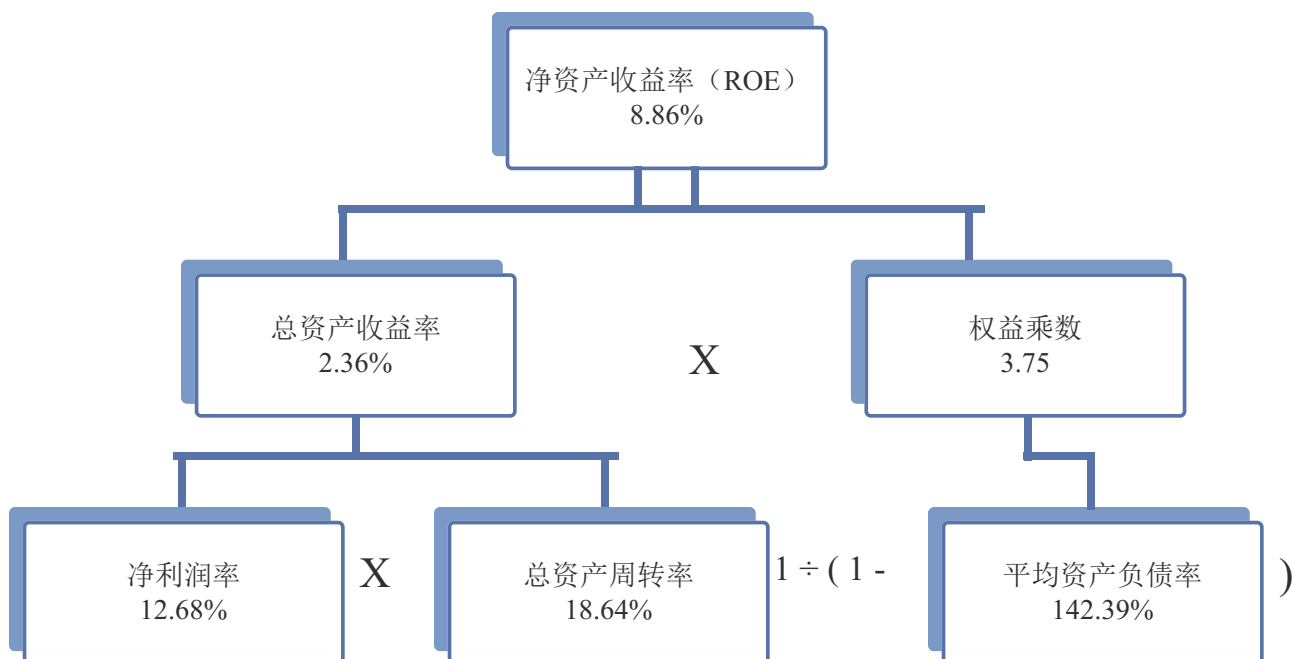 净资产收益率（ROE）
8.86%
总资产收益率
2.36%
X
权益乘数
3.75
净利润率
12.68%
X
总资产周转率
18.64%
1 ÷ ( 1 -
平均资产负债率
142.39%
)